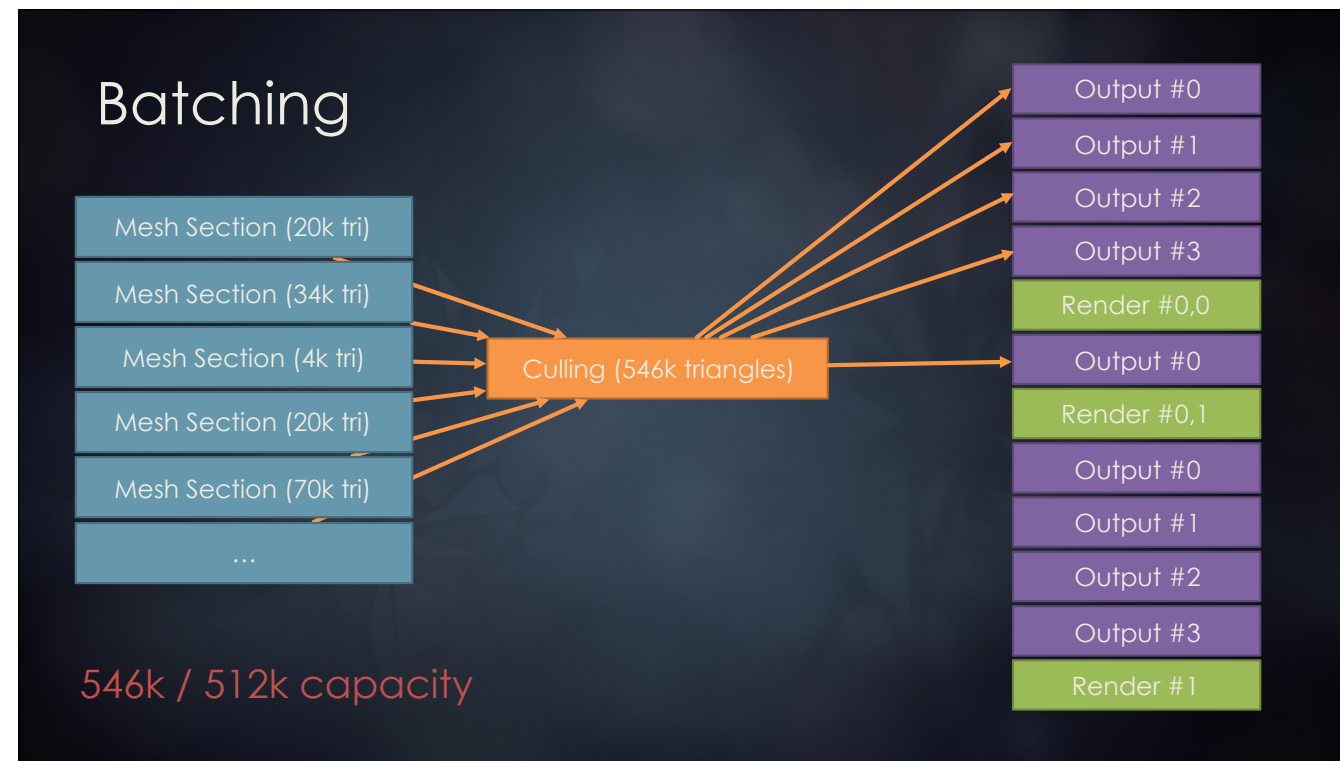 Batching
Mesh Section (20k tri)
Mesh Section (34k tri)
Mesh Section (4k tri)
Mesh Section (20k tri)
Mesh Section (70k tri)
...
546k / 512k capacity
Culling (546k triangles)
Output #0
Output #1
Output #2
Output #3
Render #0,0
Output #0
Render #0,1
Output #0
Output #1
Output #2
Output #3
Render #1